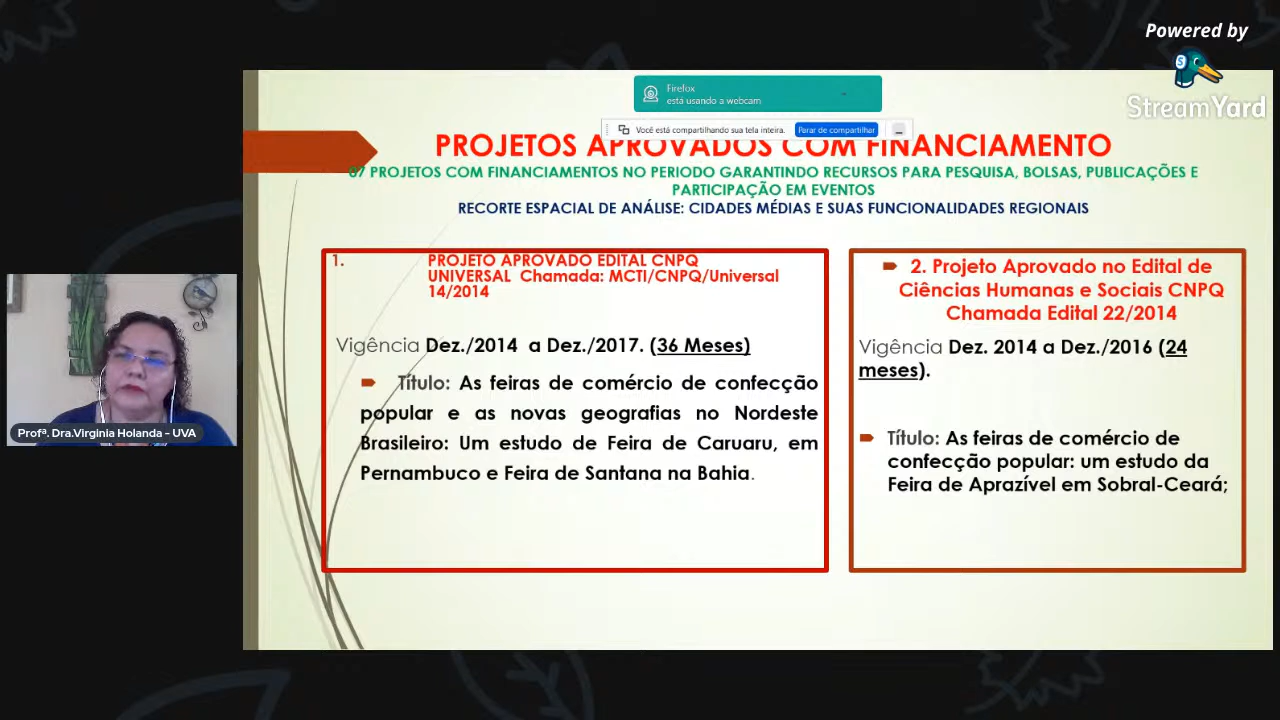 Powered by
StreamYard
Firefox
está usando a webcam
Você está compartilhando sua tela inteira. Parar de compartilhar
PROJETOS APROVADOS COM FINANCIAMENTO
07 PROJETOS COM FINANCIAMENTOS NO PERIODO GARANTINDO RECURSOS PARA PESQUISA, BOLSAS, PUBLICAÇÕES E
PARTICIPAÇÃO EM EVENTOS
RECORTE ESPACIAL DE ANÁLISE: CIDADES MÉDIAS E SUAS FUNCIONALIDADES REGIONAIS
1. PROJETO APROVADO EDITAL CNPQ
UNIVERSAL Chamada: MCTI/CNPQ/Universal
14/2014
Vigência Dez./2014 a Dez./2017. (36 Meses)
Título: As feiras de comércio de confecção
popular e as novas geografias no Nordeste
Brasileiro: Um estudo de Feira de Caruaru, em
Pernambuco e Feira de Santana na Bahia.
2. Projeto Aprovado no Edital de
Ciências Humanas e Sociais CNPQ
Chamada Edital 22/2014
Vigência Dez. 2014 a Dez./2016 (24
meses).
Título: As feiras de comércio de
confecção popular: um estudo da
Feira de Aprazível em Sobral-Ceará;
Profª. Dra.Virginia Holanda - UVA